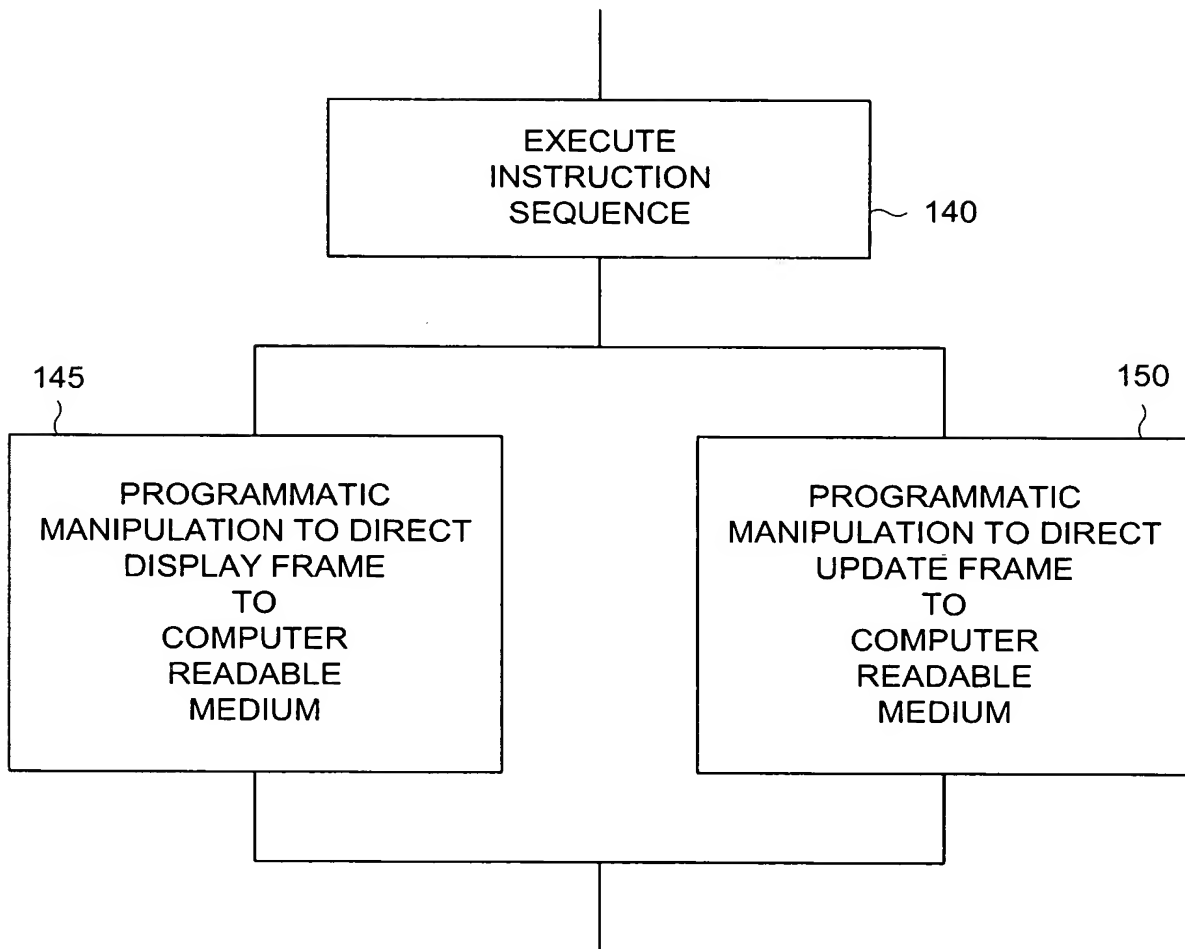 EXECUTE
INSTRUCTION
SEQUENCE
140
145
PROGRAMMATIC
MANIPULATION TO DIRECT
DISPLAY FRAME
TO
COMPUTER
READABLE
MEDIUM
150
PROGRAMMATIC
MANIPULATION TO DIRECT
UPDATE FRAME
TO
COMPUTER
READABLE
MEDIUM